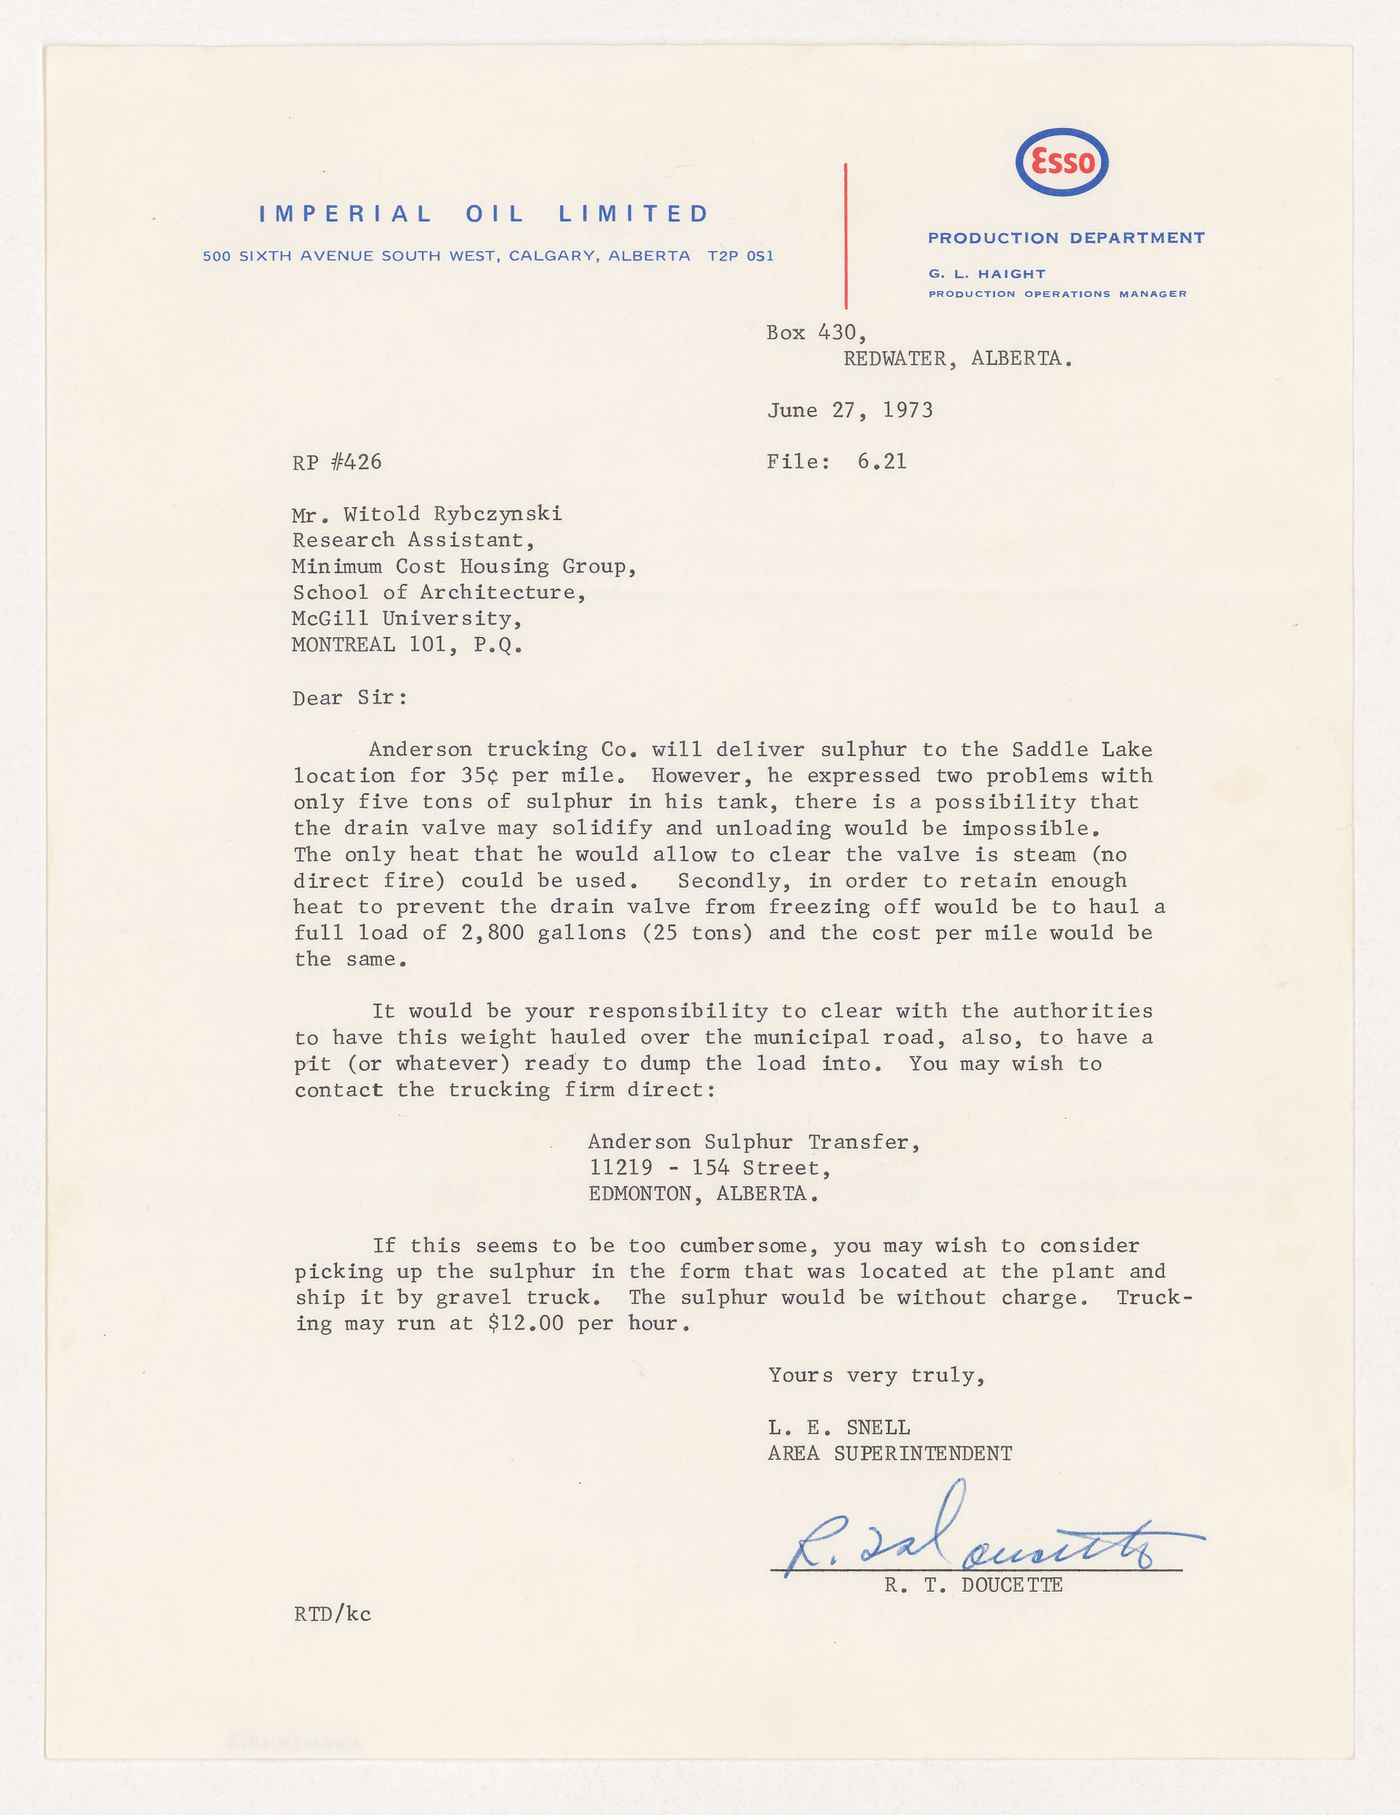 Esso
IMPERIAL OIL LIMITED
500 SIXTH AVENUE SOUTH WEST, CALGARY, ALBERTA T2P 0S1
PRODUCTION DEPARTMENT
G. L. HAIGHT
PRODUCTION OPERATIONS MANAGER
Box 430,
REDWATER, ALBERTA.
June 27, 1973
RP #426
File: 6.21
Mr. Witold Rybczynski
Research Assistant,
Minimum Cost Housing Group,
School of Architecture,
McGill University,
MONTREAL 101, P.Q.
Dear Sir:
Anderson trucking Co. will deliver sulphur to the Saddle Lake
location for 35¢ per mile. However, he expressed two problems with
only five tons of sulphur in his tank, there is a possibility that
the drain valve may solidify and unloading would be impossible.
The only heat that he would allow to clear the valve is steam (no
direct fire) could be used. Secondly, in order to retain enough
heat to prevent the drain valve from freezing off would be to haul a
full load of 2,800 gallons (25 tons) and the cost per mile would be
the same.
It would be your responsibility to clear with the authorities
to have this weight hauled over the municipal road, also, to have a
pit (or whatever) ready to dump the load into. You may wish to
contact the trucking firm direct:
Anderson Sulphur Transfer,
11219 - 154 Street,
EDMONTON, ALBERTA.
If this seems to be too cumbersome, you may wish to consider
picking up the sulphur in the form that was located at the plant and
ship it by gravel truck. The sulphur would be without charge. Truck-
ing may run at $12.00 per hour.
Yours very truly,
L. E. SNELL
AREA SUPERINTENDENT
R. T. DOUCETTE
RTD/kc